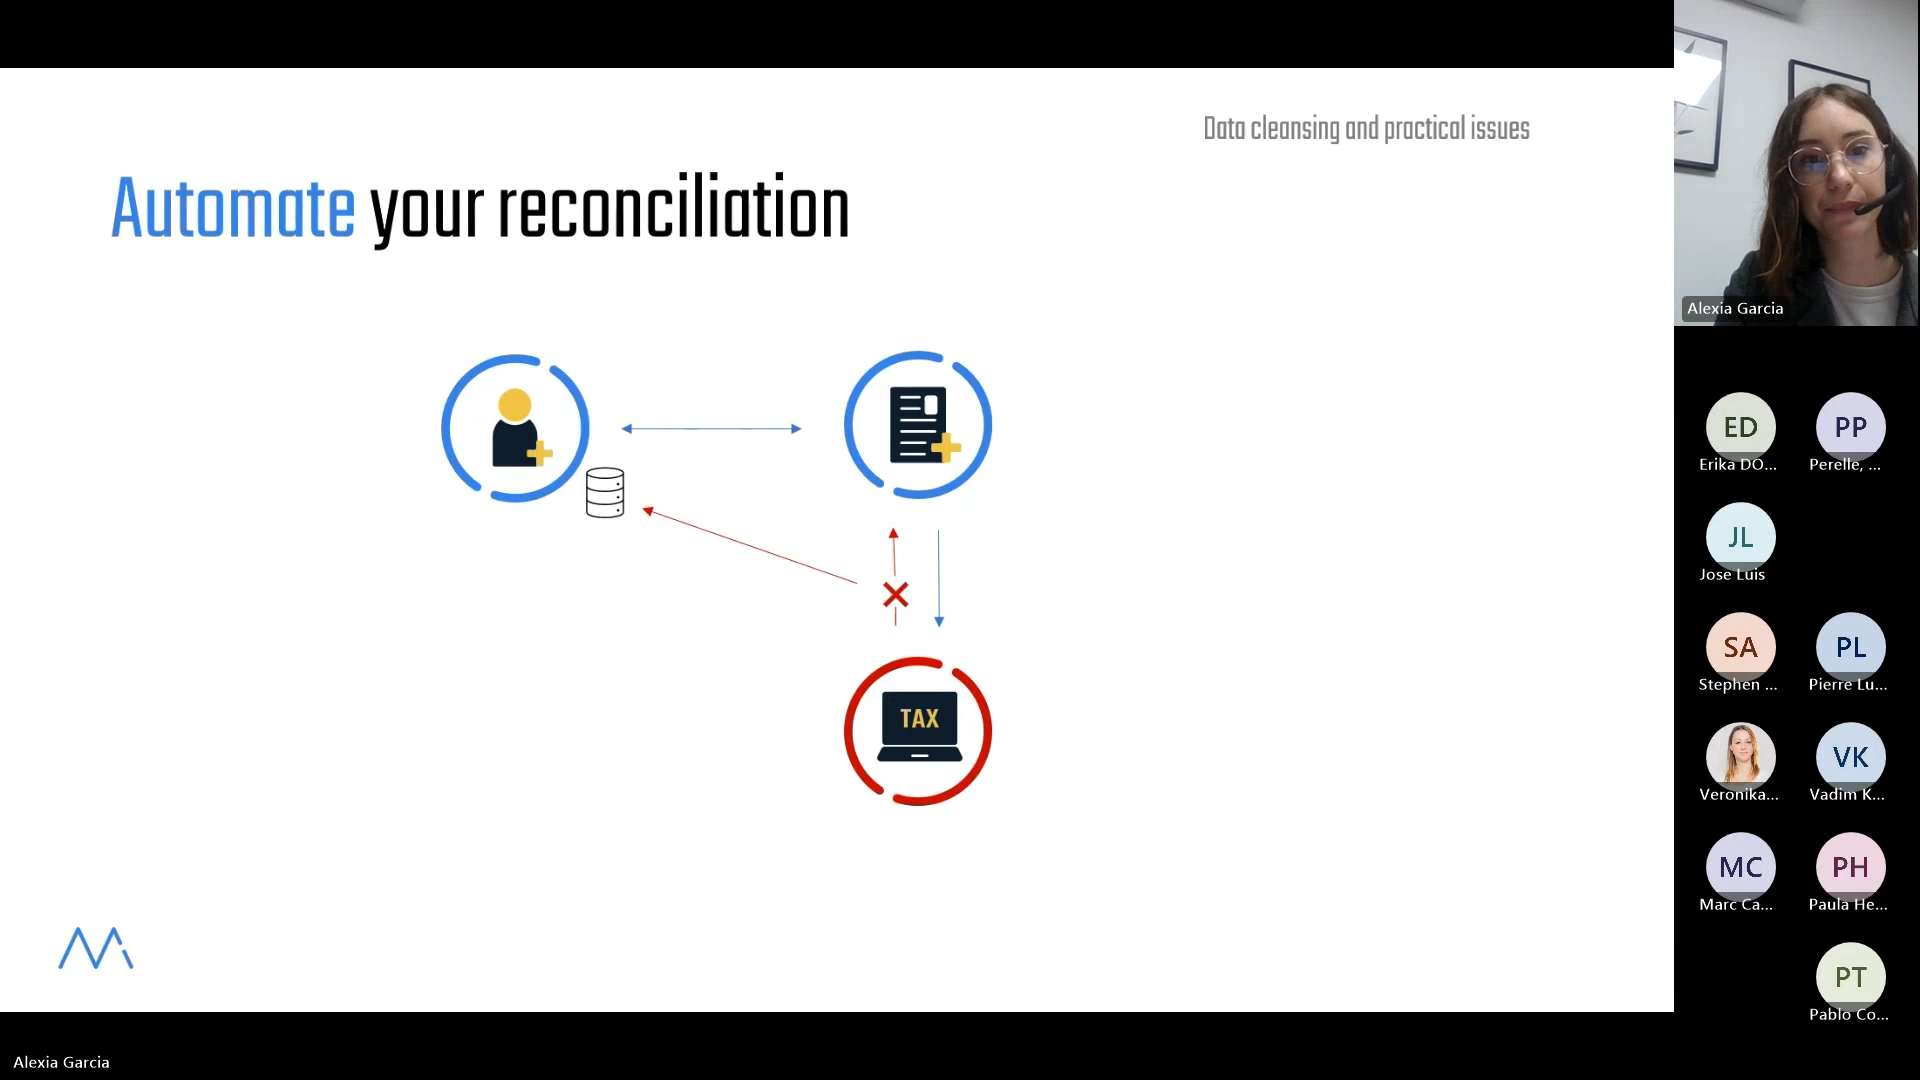 Data cleansing and practical issues
Automate your reconciliation
TAX
Alexia Garcia
ED
Erika DO...
PP
Perelle, ...
JL
Jose Luis
SA
Stephen ...
PL
Pierre Lu...
Veronika...
VK
Vadim K...
MC
Marc Ca...
PH
Paula He...
PT
Pablo Co...
Alexia Garcia